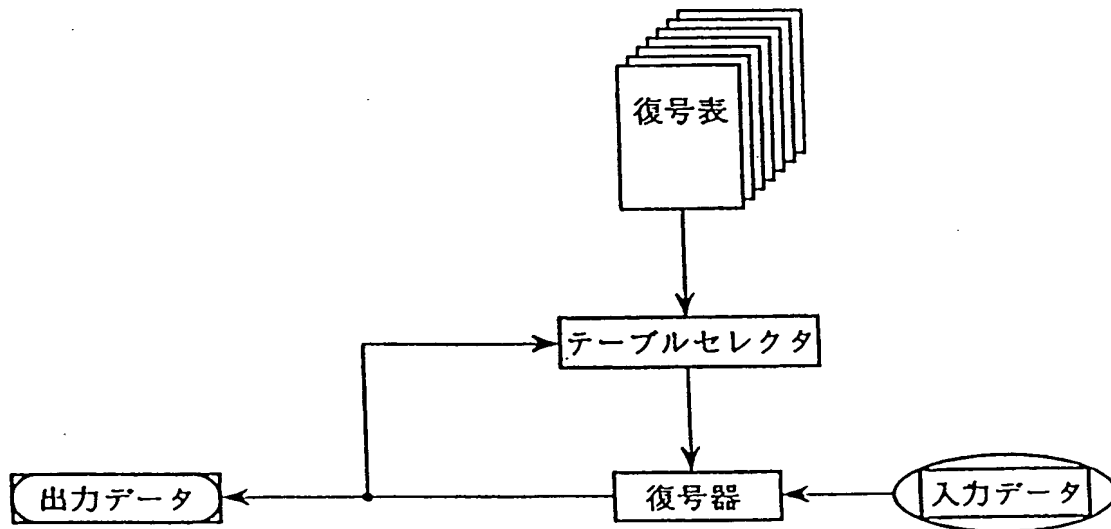 復号表
テーブルセレクタ
出力データ
復号器
入力データ